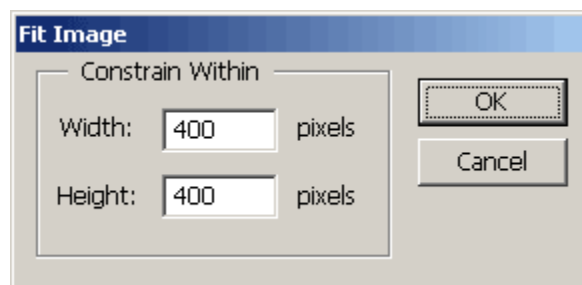 Fit Image
Constrain Within
Width: 400 pixels
Height: 400 pixels
OK
Cancel